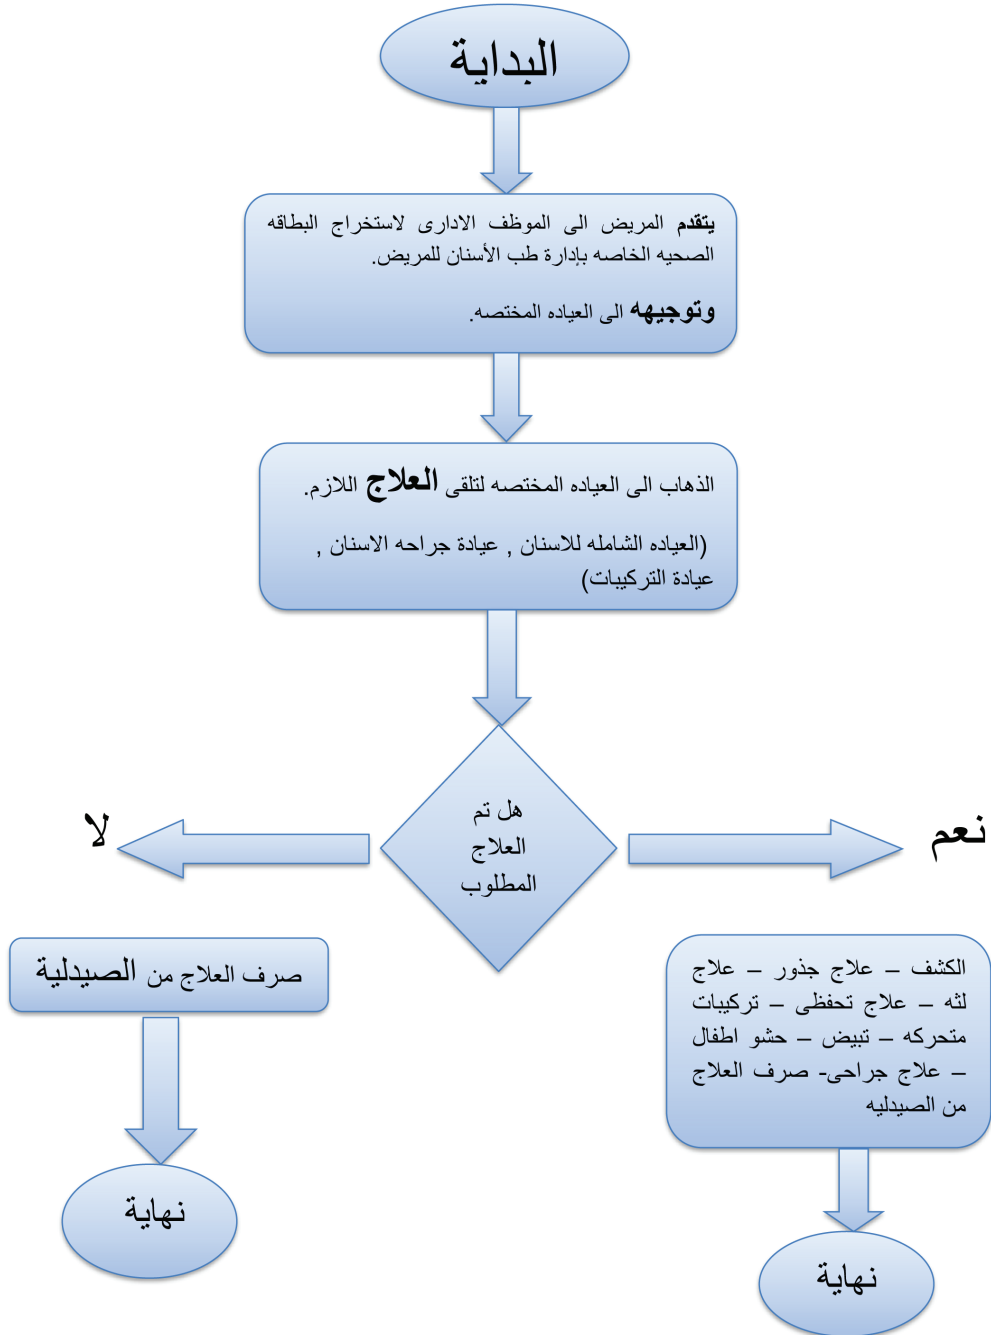 البداية
يتقدم المريض الى الموظف الادارى لاستخراج البطاقه
الصحيه الخاصه بإدارة طب الأسنان للمريض.
وتوجيهه الى العياده المختصه.
الذهاب الى العياده المختصه لتلقى العلاج اللازم.
(العياده الشامله للاسنان , عيادة جراحه الاسنان ,
عيادة التركيبات)
هل تم
العلاج
المطلوب
نعم
لا
الكشف – علاج جذور – علاج
لثه – علاج تحفظى – تركيبات
متحركه – تبيض – حشو اطفال
– علاج جراحى- صرف العلاج
من الصيدليه
نهاية
صرف العلاج من الصيدلية
نهاية